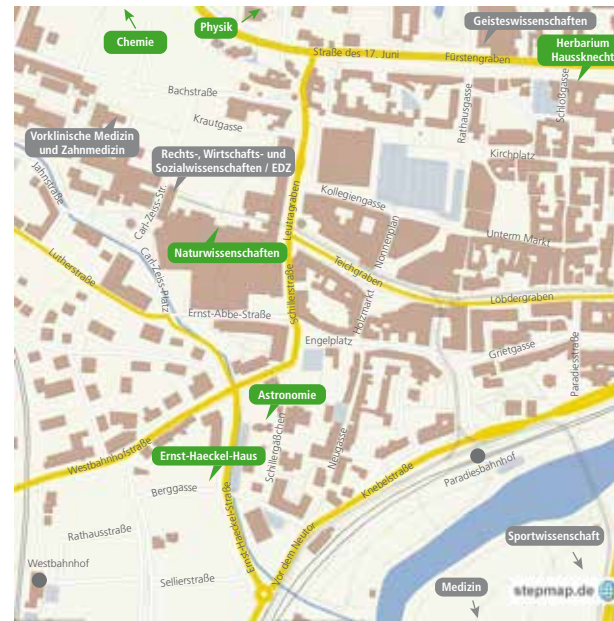 Geisteswissenschaften
Physik
Chemie
Herbarium
Haussknecht
Straße des 17. Juni
Fürstengraben
Bachstraße
Schloßgasse
Rathausgasse
Krautgasse
Vorklinische Medizin
und Zahnmedizin
Rechts-, Wirtschafts- und
Sozialwissenschaften / EDZ
Kirchplatz
Jahnstraße
Carl-Zeiss-Str.
Kollegiengasse
Leutragraben
Nonnenplan
Unterm Markt
Naturwissenschaften
Carl-Zeiss-Platz
Lutherstraße
Teichgraben
Löbdergraben
Schillerstraße
Holzmarkt
Ernst-Abbe-Straße
Engelplatz
Grietgasse
Paradiesstraße
Astronomie
Schillergäßchen
Neugasse
Westbahnhofstraße
Ernst-Haeckel-Haus
Knebelstraße
Paradiesbahnhof
Berggasse
Ernst-Haeckel-Straße
Rathausstraße
Vor dem Neutor
Sportwissenschaft
Westbahnhof
Sellierstraße
Medizin
stepmap.de